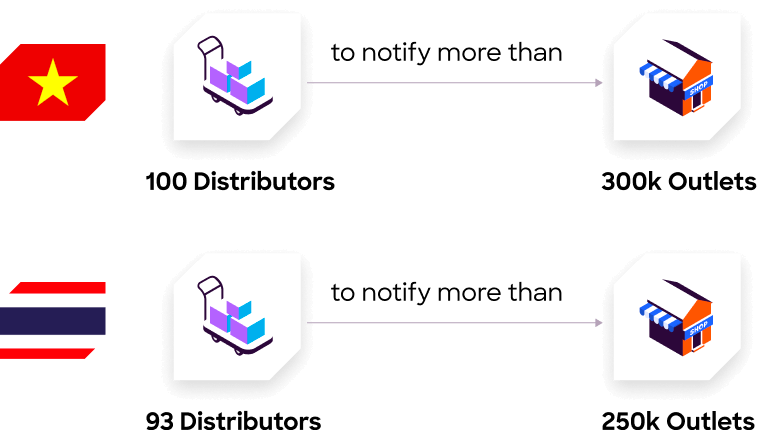 to notify more than
SHOP
100 Distributors
300k Outlets
to notify more than
SHOP
93 Distributors
250k Outlets